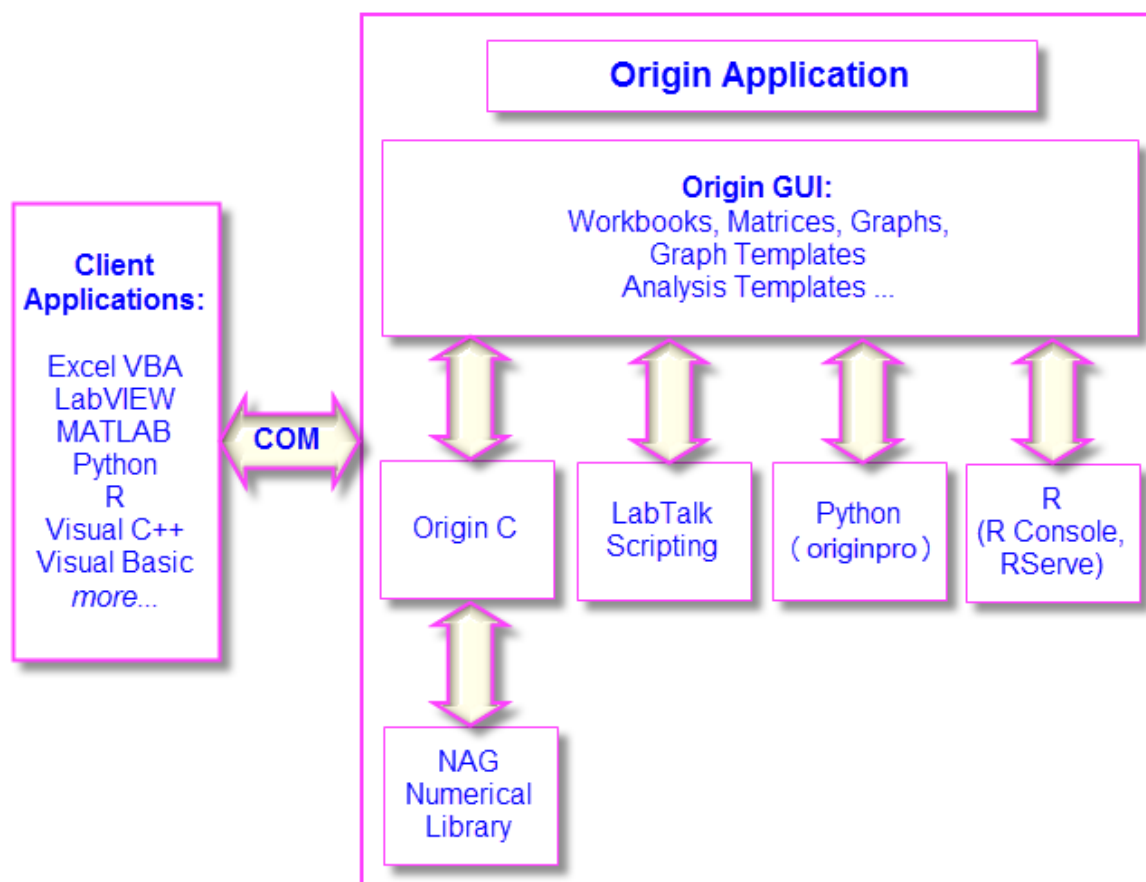 Origin Application
Origin GUI:
Workbooks, Matrices, Graphs,
Graph Templates
Analysis Templates ...
Client
Applications:
Excel VBA
LabVIEW
MATLAB
Python
R
Visual C++
Visual Basic
more...
COM
Origin C
LabTalk
Scripting
Python
（originpro）
R
(R Console,
RServe)
NAG
Numerical
Library